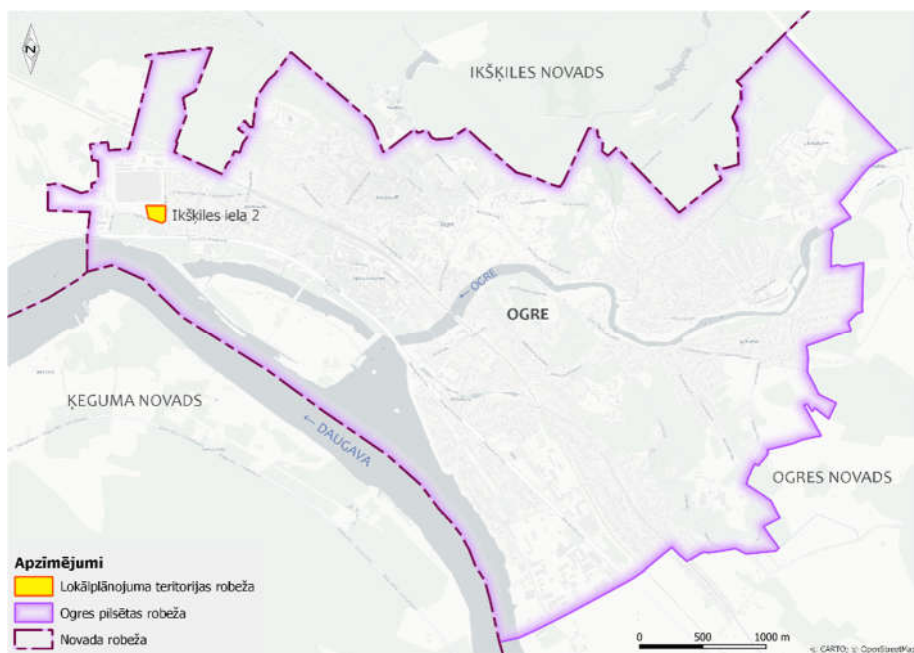 N
IKŠĶILES NOVADS
Ikšķiles iela 2
← OGRE
OGRE
ĶEGUMA NOVADS
← DAUGAVA
OGRES NOVADS
Apzīmējumi
Lokālplānojuma teritorijas robeža
Ogres pilsētas robeža
Novada robeža
0 500 1000 m
© CARTO; © OpenStreetMap